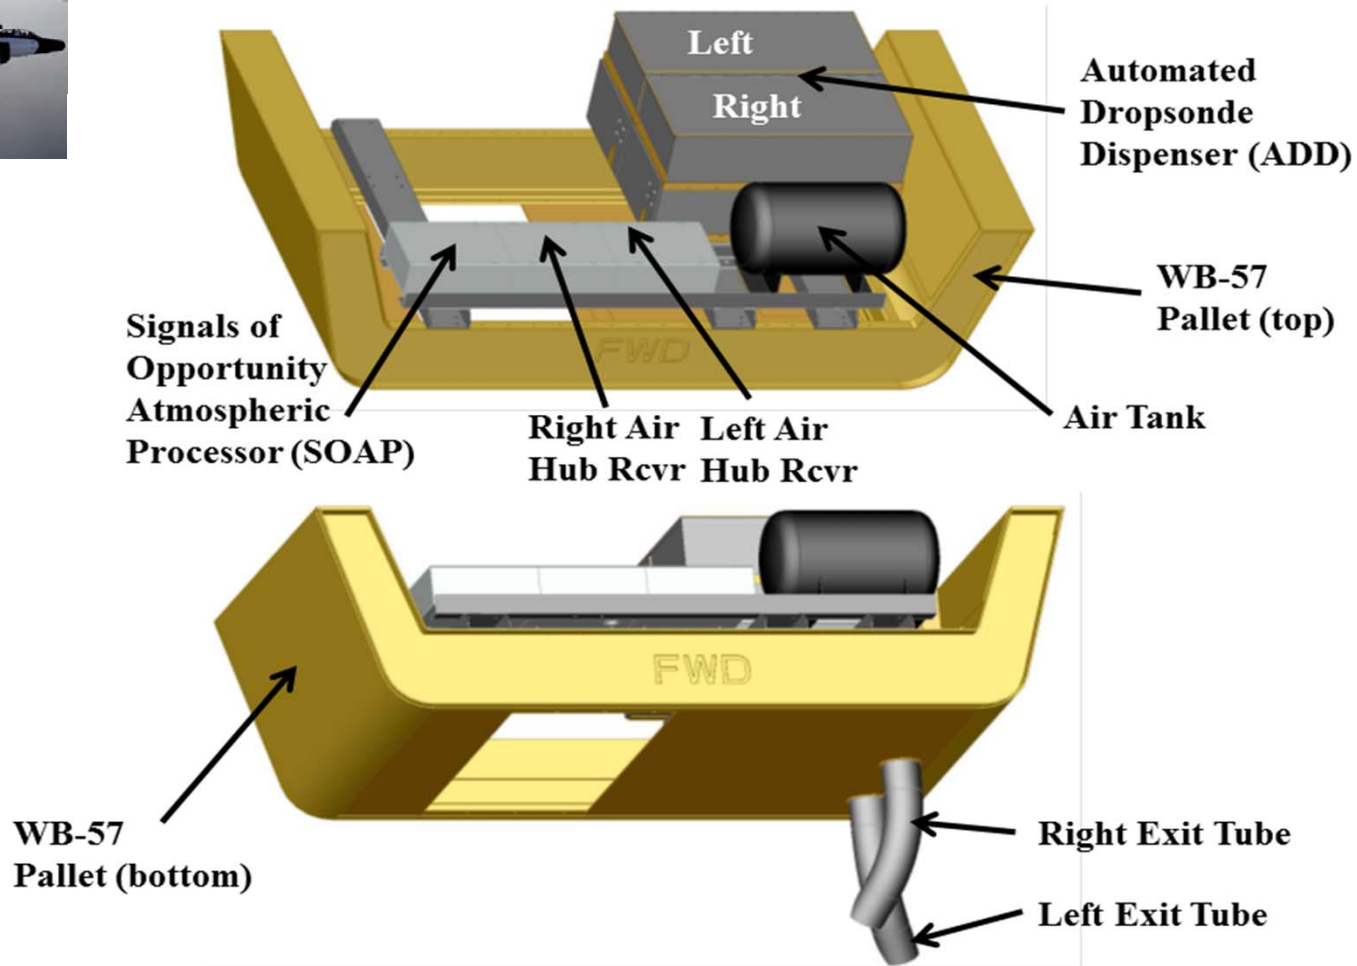 Left
Right
Automated
Dropsonde
Dispenser (ADD)
WB-57
Pallet (top)
Signals of
Opportunity
Atmospheric
Processor (SOAP)
FWD
Right Air
Hub Rcvr
Left Air
Hub Rcvr
Air Tank
FWD
WB-57
Pallet (bottom)
Right Exit Tube
Left Exit Tube